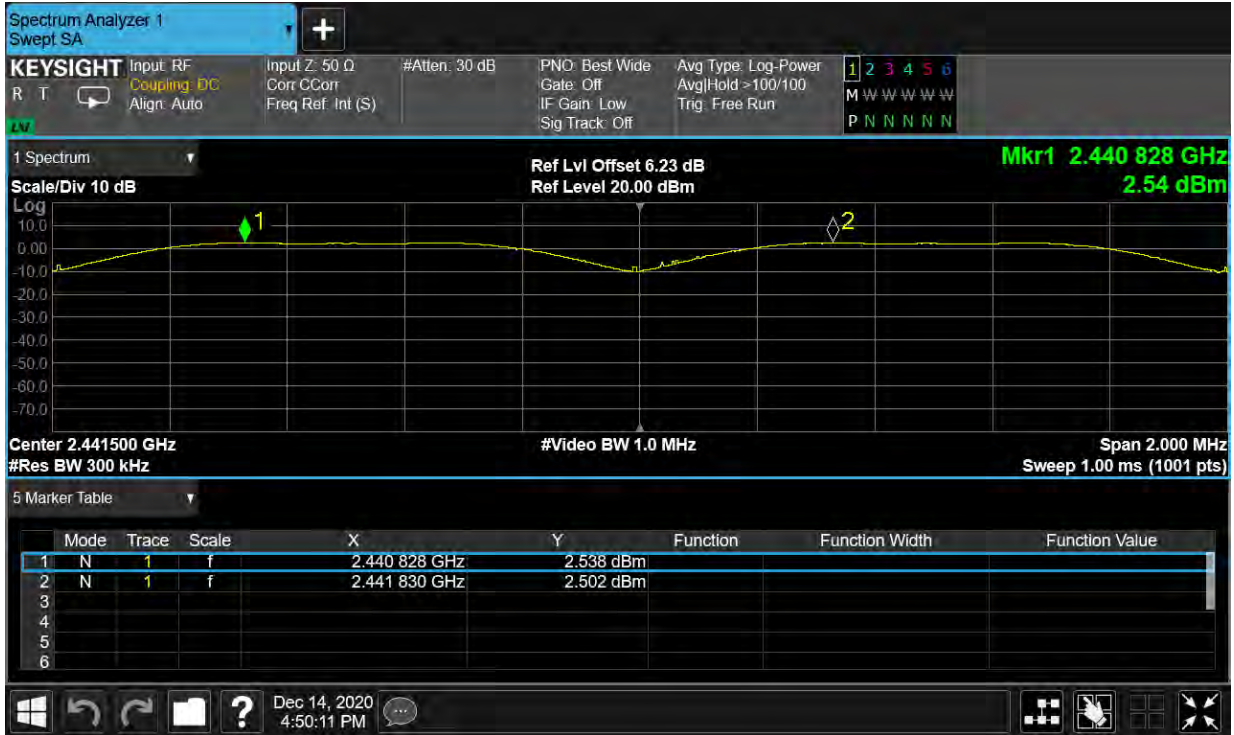 Spectrum Analyzer 1
Swept SA
KEYSIGHT
R T
LXI
Input: RF
Coupling: DC
Align: Auto
Input Z: 50 Ω
Corr CCorr
Freq Ref: Int (S)
#Atten: 30 dB
PNO: Best Wide
Gate: Off
IF Gain: Low
Sig Track: Off
Avg Type: Log-Power
Avg|Hold >100/100
Trig: Free Run
1 2 3 4 5 6
M W W W W W
P N N N N N
1 Spectrum
Scale/Div 10 dB
Ref Lvl Offset 6.23 dB
Ref Level 20.00 dBm
Mkr1 2.440 828 GHz
2.54 dBm
Log
10.0
0.00
-10.0
-20.0
-30.0
-40.0
-50.0
-60.0
-70.0
1
2
Center 2.441500 GHz
#Res BW 300 kHz
#Video BW 1.0 MHz
Span 2.000 MHz
Sweep 1.00 ms (1001 pts)
5 Marker Table
Mode Trace Scale X Y Function Function Width Function Value
1 N 1 f 2.440 828 GHz 2.538 dBm
2 N 1 f 2.441 830 GHz 2.502 dBm
3
4
5
6
?
Dec 14, 2020
4:50:11 PM